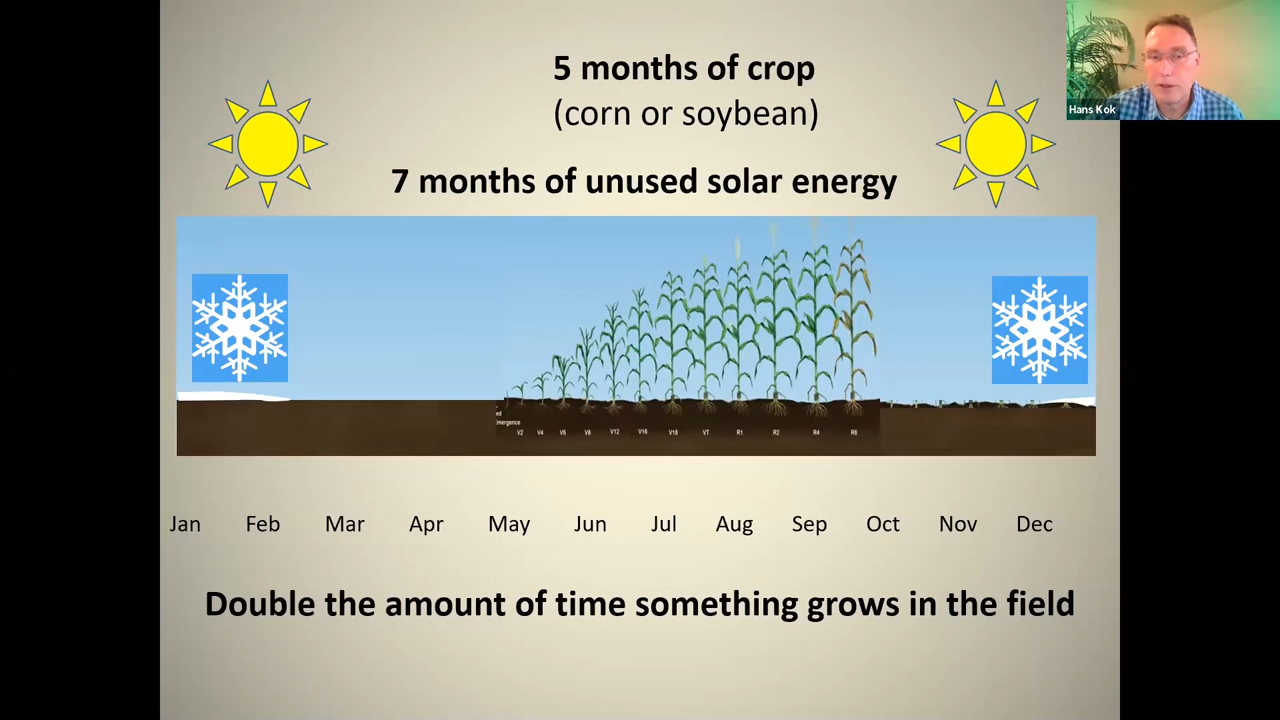 5 months of crop
(corn or soybean)
Hans Kok
7 months of unused solar energy
ed
mergence
V2 V4 V6 V8 V12 V16 V18 VT R1 R2 R4 R6
Jan Feb Mar Apr May Jun Jul Aug Sep Oct Nov Dec
Double the amount of time something grows in the field